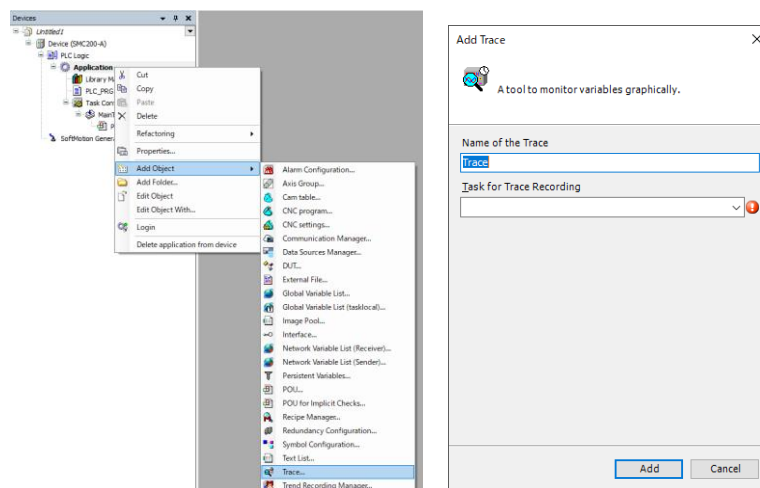 Devices
Untitled1
Device (SMC200-A)
PLC Logic
Application
Library M
PLC_PRG
Task Con
MainT
P
SoftMotion Gener
Cut
Copy
Paste
Delete
Refactoring
Properties...
Add Object
Add Folder...
Edit Object
Edit Object With...
Login
Delete application from device
Alarm Configuration...
Axis Group...
Cam table...
CNC program...
CNC settings...
Communication Manager...
Data Sources Manager...
DUT...
External File...
Global Variable List...
Global Variable List (tasklocal)...
Image Pool...
Interface...
Network Variable List (Receiver)...
Network Variable List (Sender)...
Persistent Variables...
POU...
POU for Implicit Checks...
Recipe Manager...
Redundancy Configuration...
Symbol Configuration...
Text List...
Trace...
Trend Recording Manager...
Add Trace
A tool to monitor variables graphically.
Name of the Trace
Trace
Task for Trace Recording
Add
Cancel